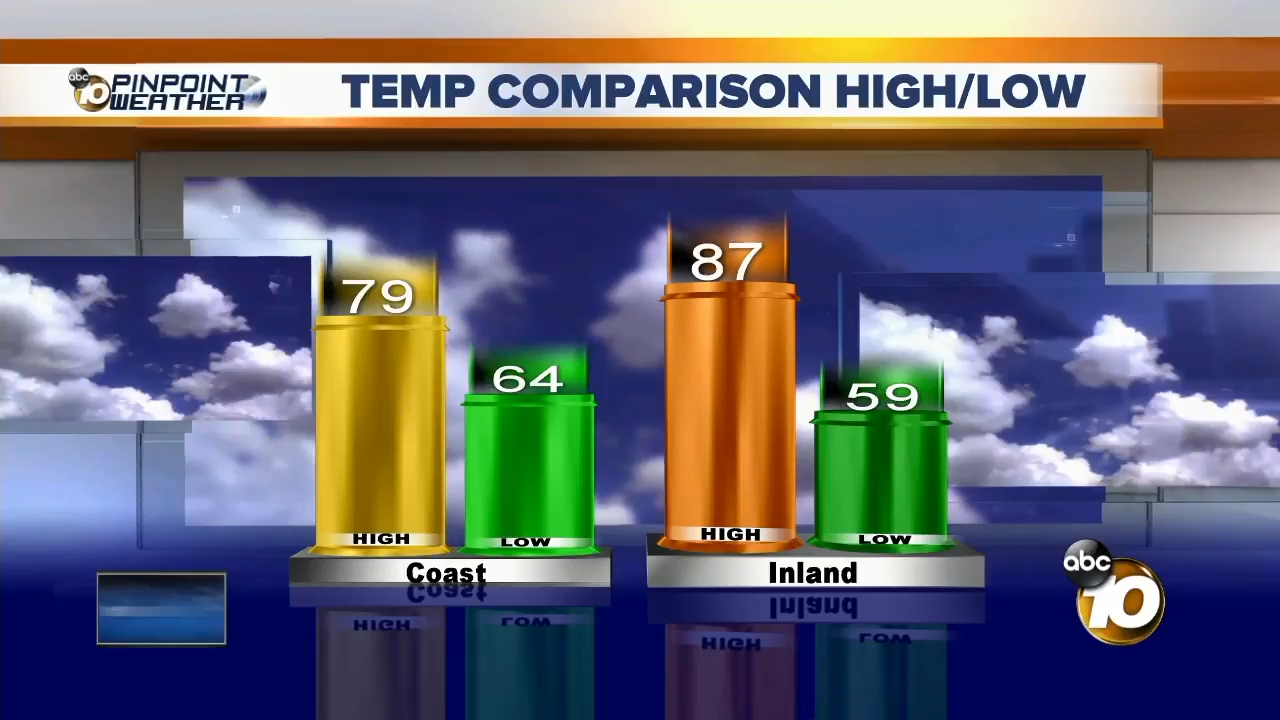 abc 10 PINPOINT WEATHER
TEMP COMPARISON HIGH/LOW
79
64
87
59
HIGH
LOW
HIGH
LOW
Coast
Inland
abc 10